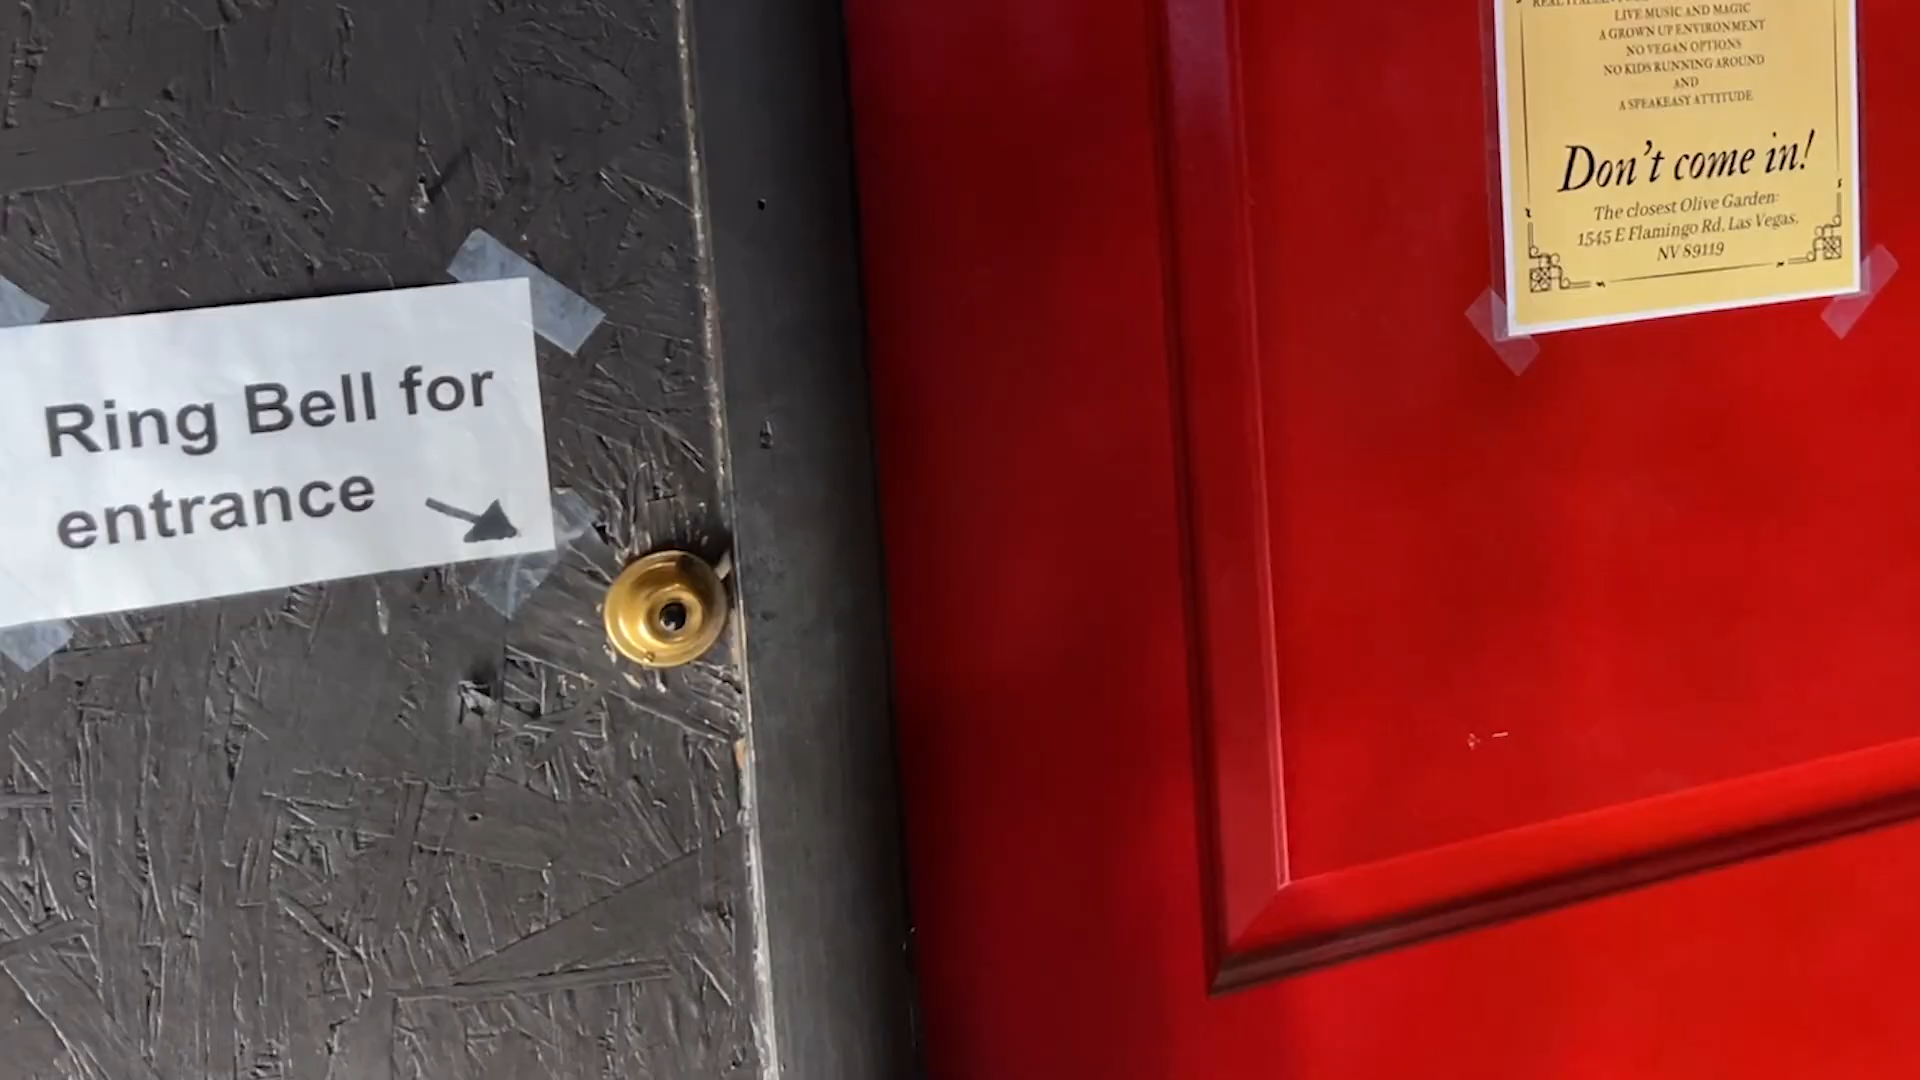 Ring Bell for
entrance
LIVE MUSIC AND MAGIC
A GROWN UP ENVIRONMENT
NO VEGAN OPTIONS
NO KIDS RUNNING AROUND
AND
A SPEAKEASY ATTITUDE
Don't come in!
The closest Olive Garden:
1545 E Flamingo Rd, Las Vegas,
NV 89119